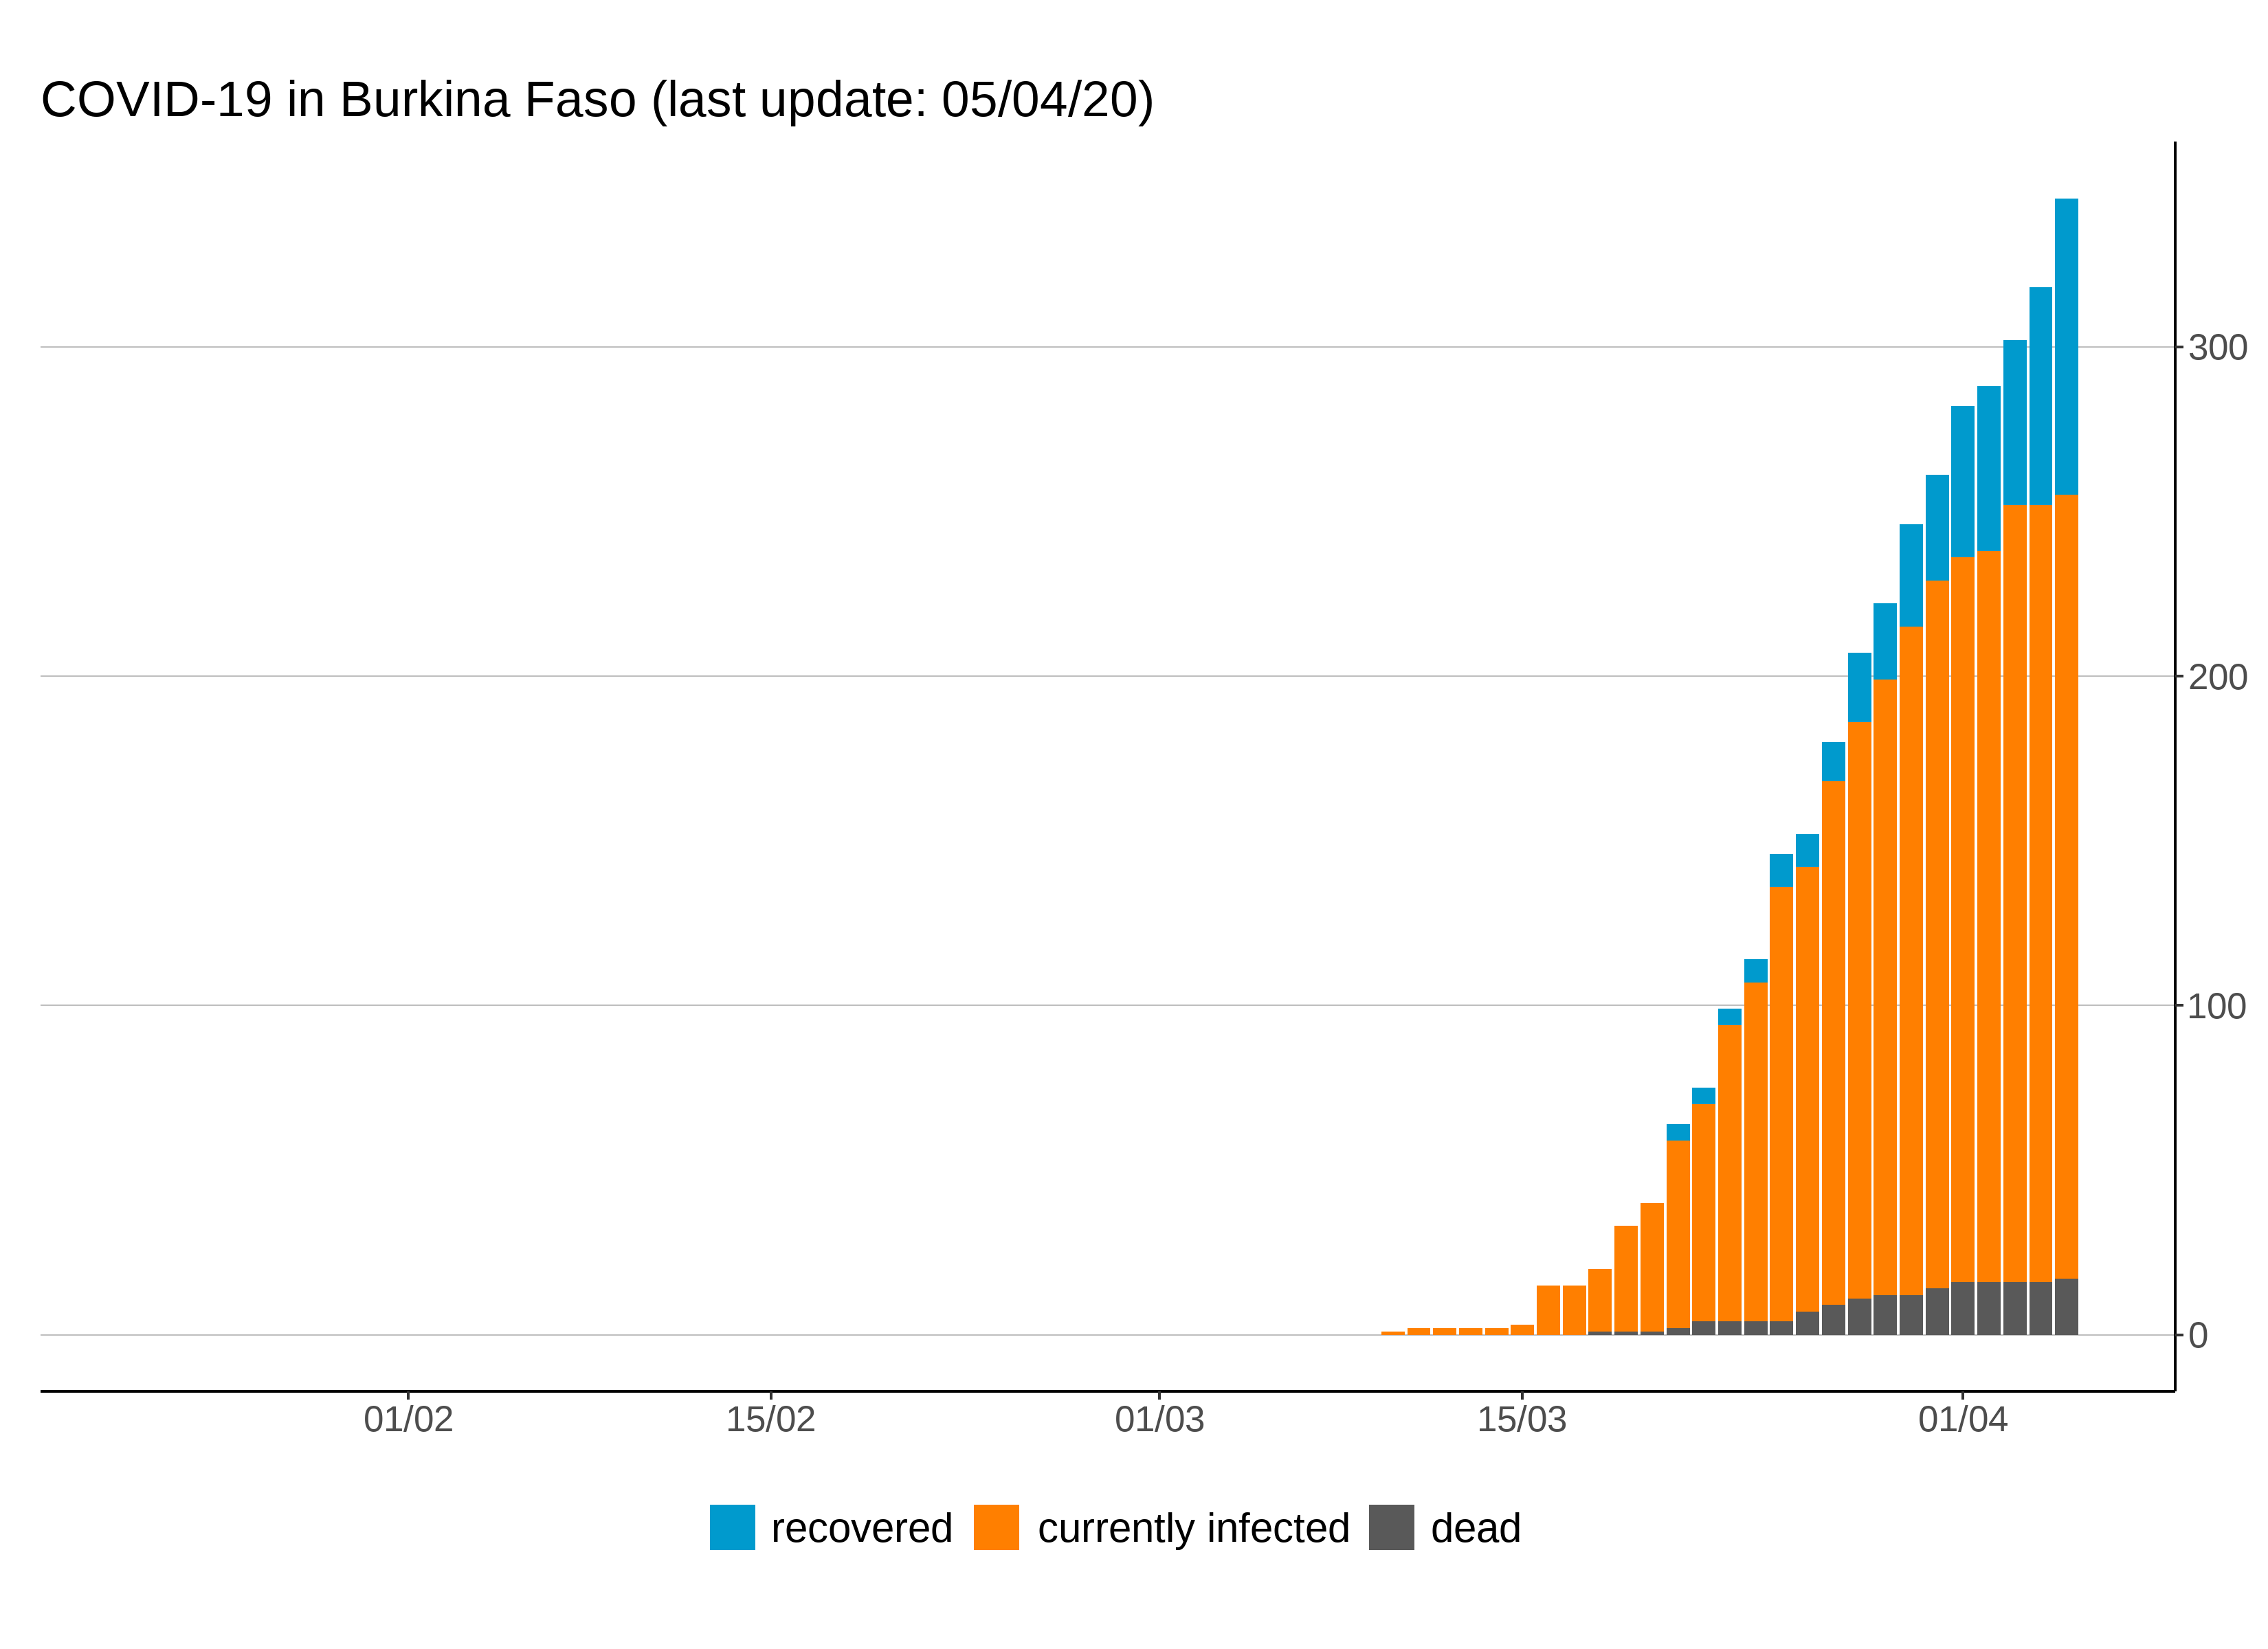 COVID-19 in Burkina Faso (last update: 05/04/20)
300
200
100
0
01/02 15/02 01/03 15/03 01/04
recovered currently infected dead